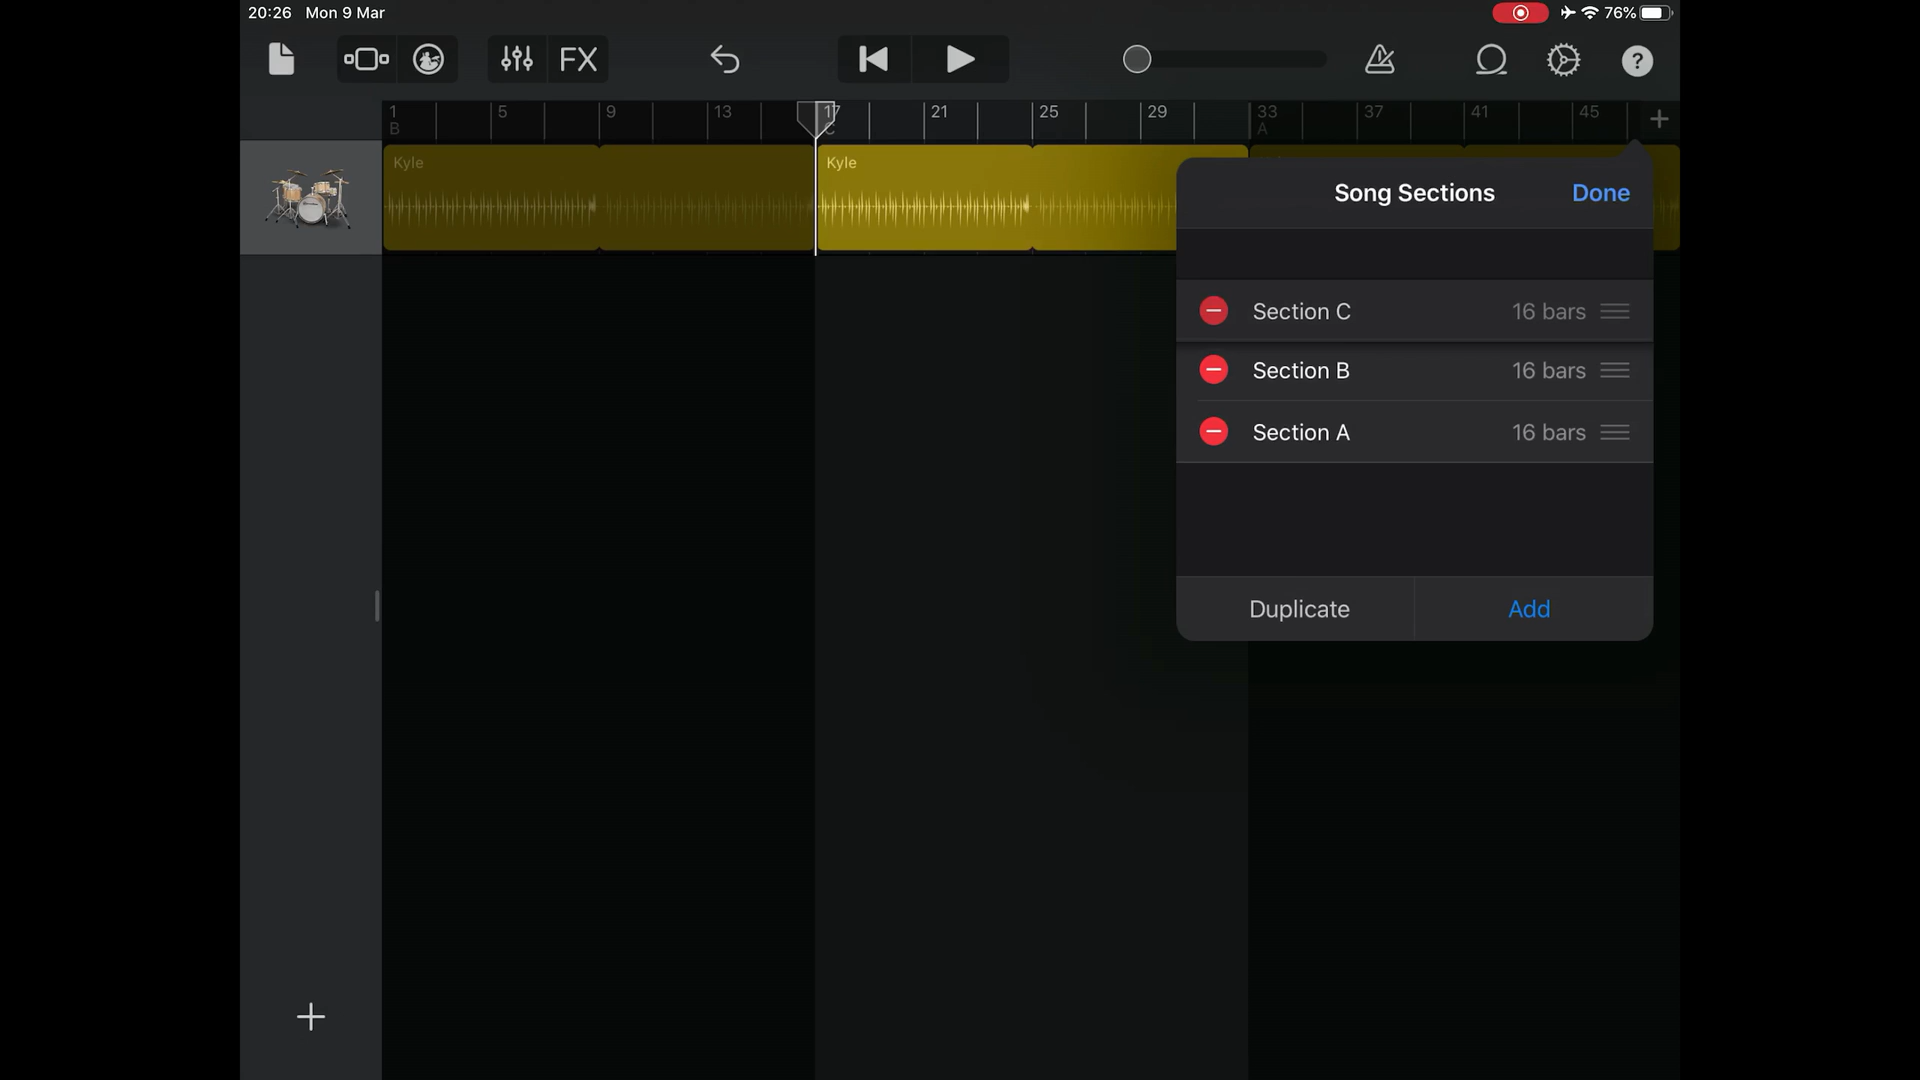 20:26 Mon 9 Mar 76%
FX ?
1 5 9 13 17 21 25 29 33 37 41 45 +
B C A
Kyle Kyle
Song Sections Done
Section C 16 bars
Section B 16 bars
Section A 16 bars
Duplicate Add
+